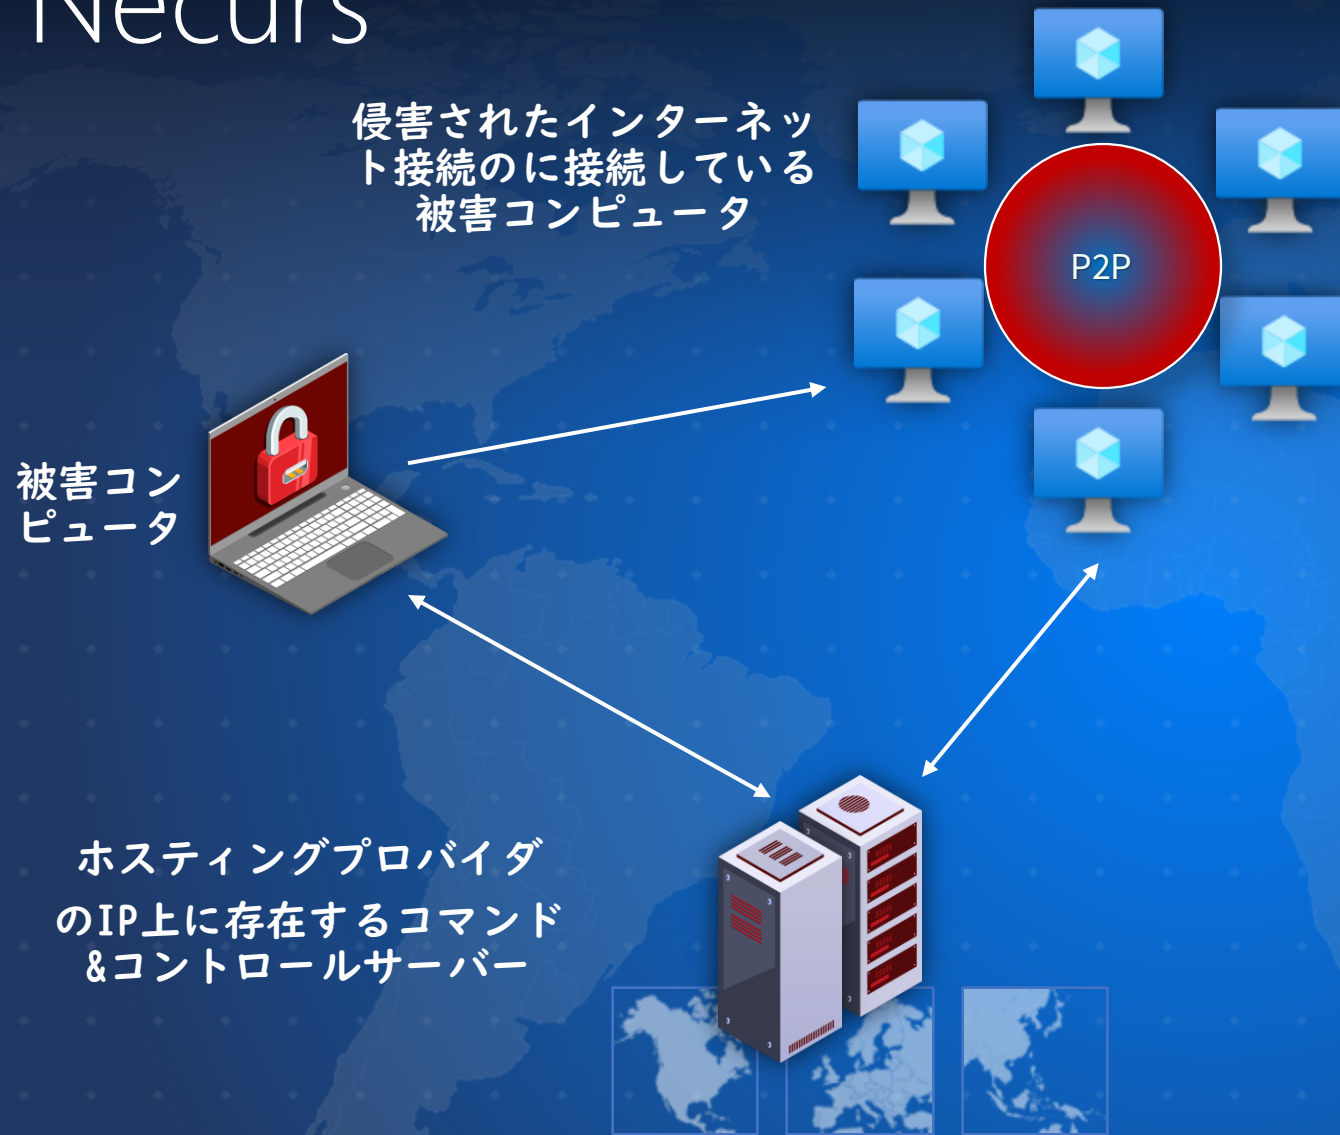 Necurs
侵害されたインターネッ
ト接続のに接続している
被害コンピュータ
P2P
被害コン
ピュータ
ホスティングプロバイダ
のIP上に存在するコマンド
&コントロールサーバー